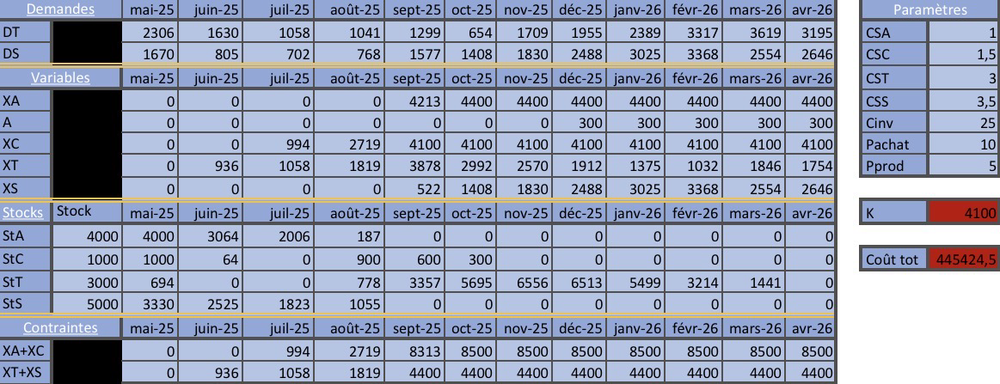 Demandes mai-25 juin-25 juil-25 août-25 sept-25 oct-25 nov-25 déc-25 janv-26 févr-26 mars-26 avr-26 Paramètres
DT 2306 1630 1058 1041 1299 654 1709 1955 2389 3317 3619 3195 CSA 1
DS 1670 805 702 768 1577 1408 1830 2488 3025 3368 2554 2646 CSC 1,5
Variables mai-25 juin-25 juil-25 août-25 sept-25 oct-25 nov-25 déc-25 janv-26 févr-26 mars-26 avr-26 CST 3
XA 0 0 0 0 4213 4400 4400 4400 4400 4400 4400 4400 CSS 3,5
A 0 0 0 0 0 0 0 300 300 300 300 300 Cinv 25
XC 0 0 994 2719 4100 4100 4100 4100 4100 4100 4100 4100 Pachat 10
XT 0 936 1058 1819 3878 2992 2570 1912 1375 1032 1846 1754 Pprod 5
XS 0 0 0 0 522 1408 1830 2488 3025 3368 2554 2646
Stocks Stock mai-25 juin-25 juil-25 août-25 sept-25 oct-25 nov-25 déc-25 janv-26 févr-26 mars-26 avr-26 K 4100
StA 4000 4000 3064 2006 187 0 0 0 0 0 0 0 0
StC 1000 1000 64 0 900 600 300 0 0 0 0 0 0 Coût tot 445424,5
StT 3000 694 0 0 778 3357 5695 6556 6513 5499 3214 1441 0
StS 5000 3330 2525 1823 1055 0 0 0 0 0 0 0 0
Contraintes mai-25 juin-25 juil-25 août-25 sept-25 oct-25 nov-25 déc-25 janv-26 févr-26 mars-26 avr-26
XA+XC 0 0 994 2719 8313 8500 8500 8500 8500 8500 8500 8500
XT+XS 0 936 1058 1819 4400 4400 4400 4400 4400 4400 4400 4400